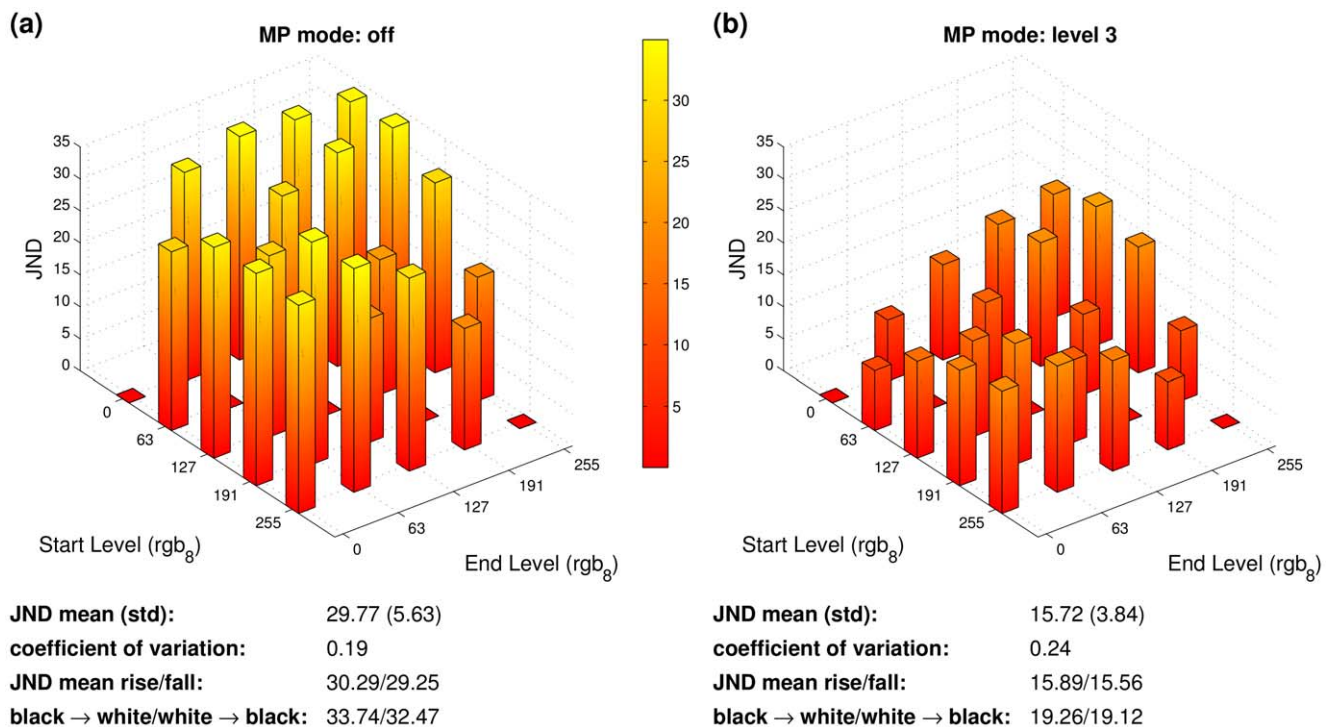 (a)
MP mode: off
35
30
25
20
15
10
5
0
JND
0
63
127
191
255
Start Level (rgb8)
0
63
127
191
255
End Level (rgb8)
30
25
20
15
10
5
JND mean (std): 29.77 (5.63)
coefficient of variation: 0.19
JND mean rise/fall: 30.29/29.25
black → white/white → black: 33.74/32.47
(b)
MP mode: level 3
35
30
25
20
15
10
5
0
JND
0
63
127
191
255
Start Level (rgb8)
0
63
127
191
255
End Level (rgb8)
JND mean (std): 15.72 (3.84)
coefficient of variation: 0.24
JND mean rise/fall: 15.89/15.56
black → white/white → black: 19.26/19.12